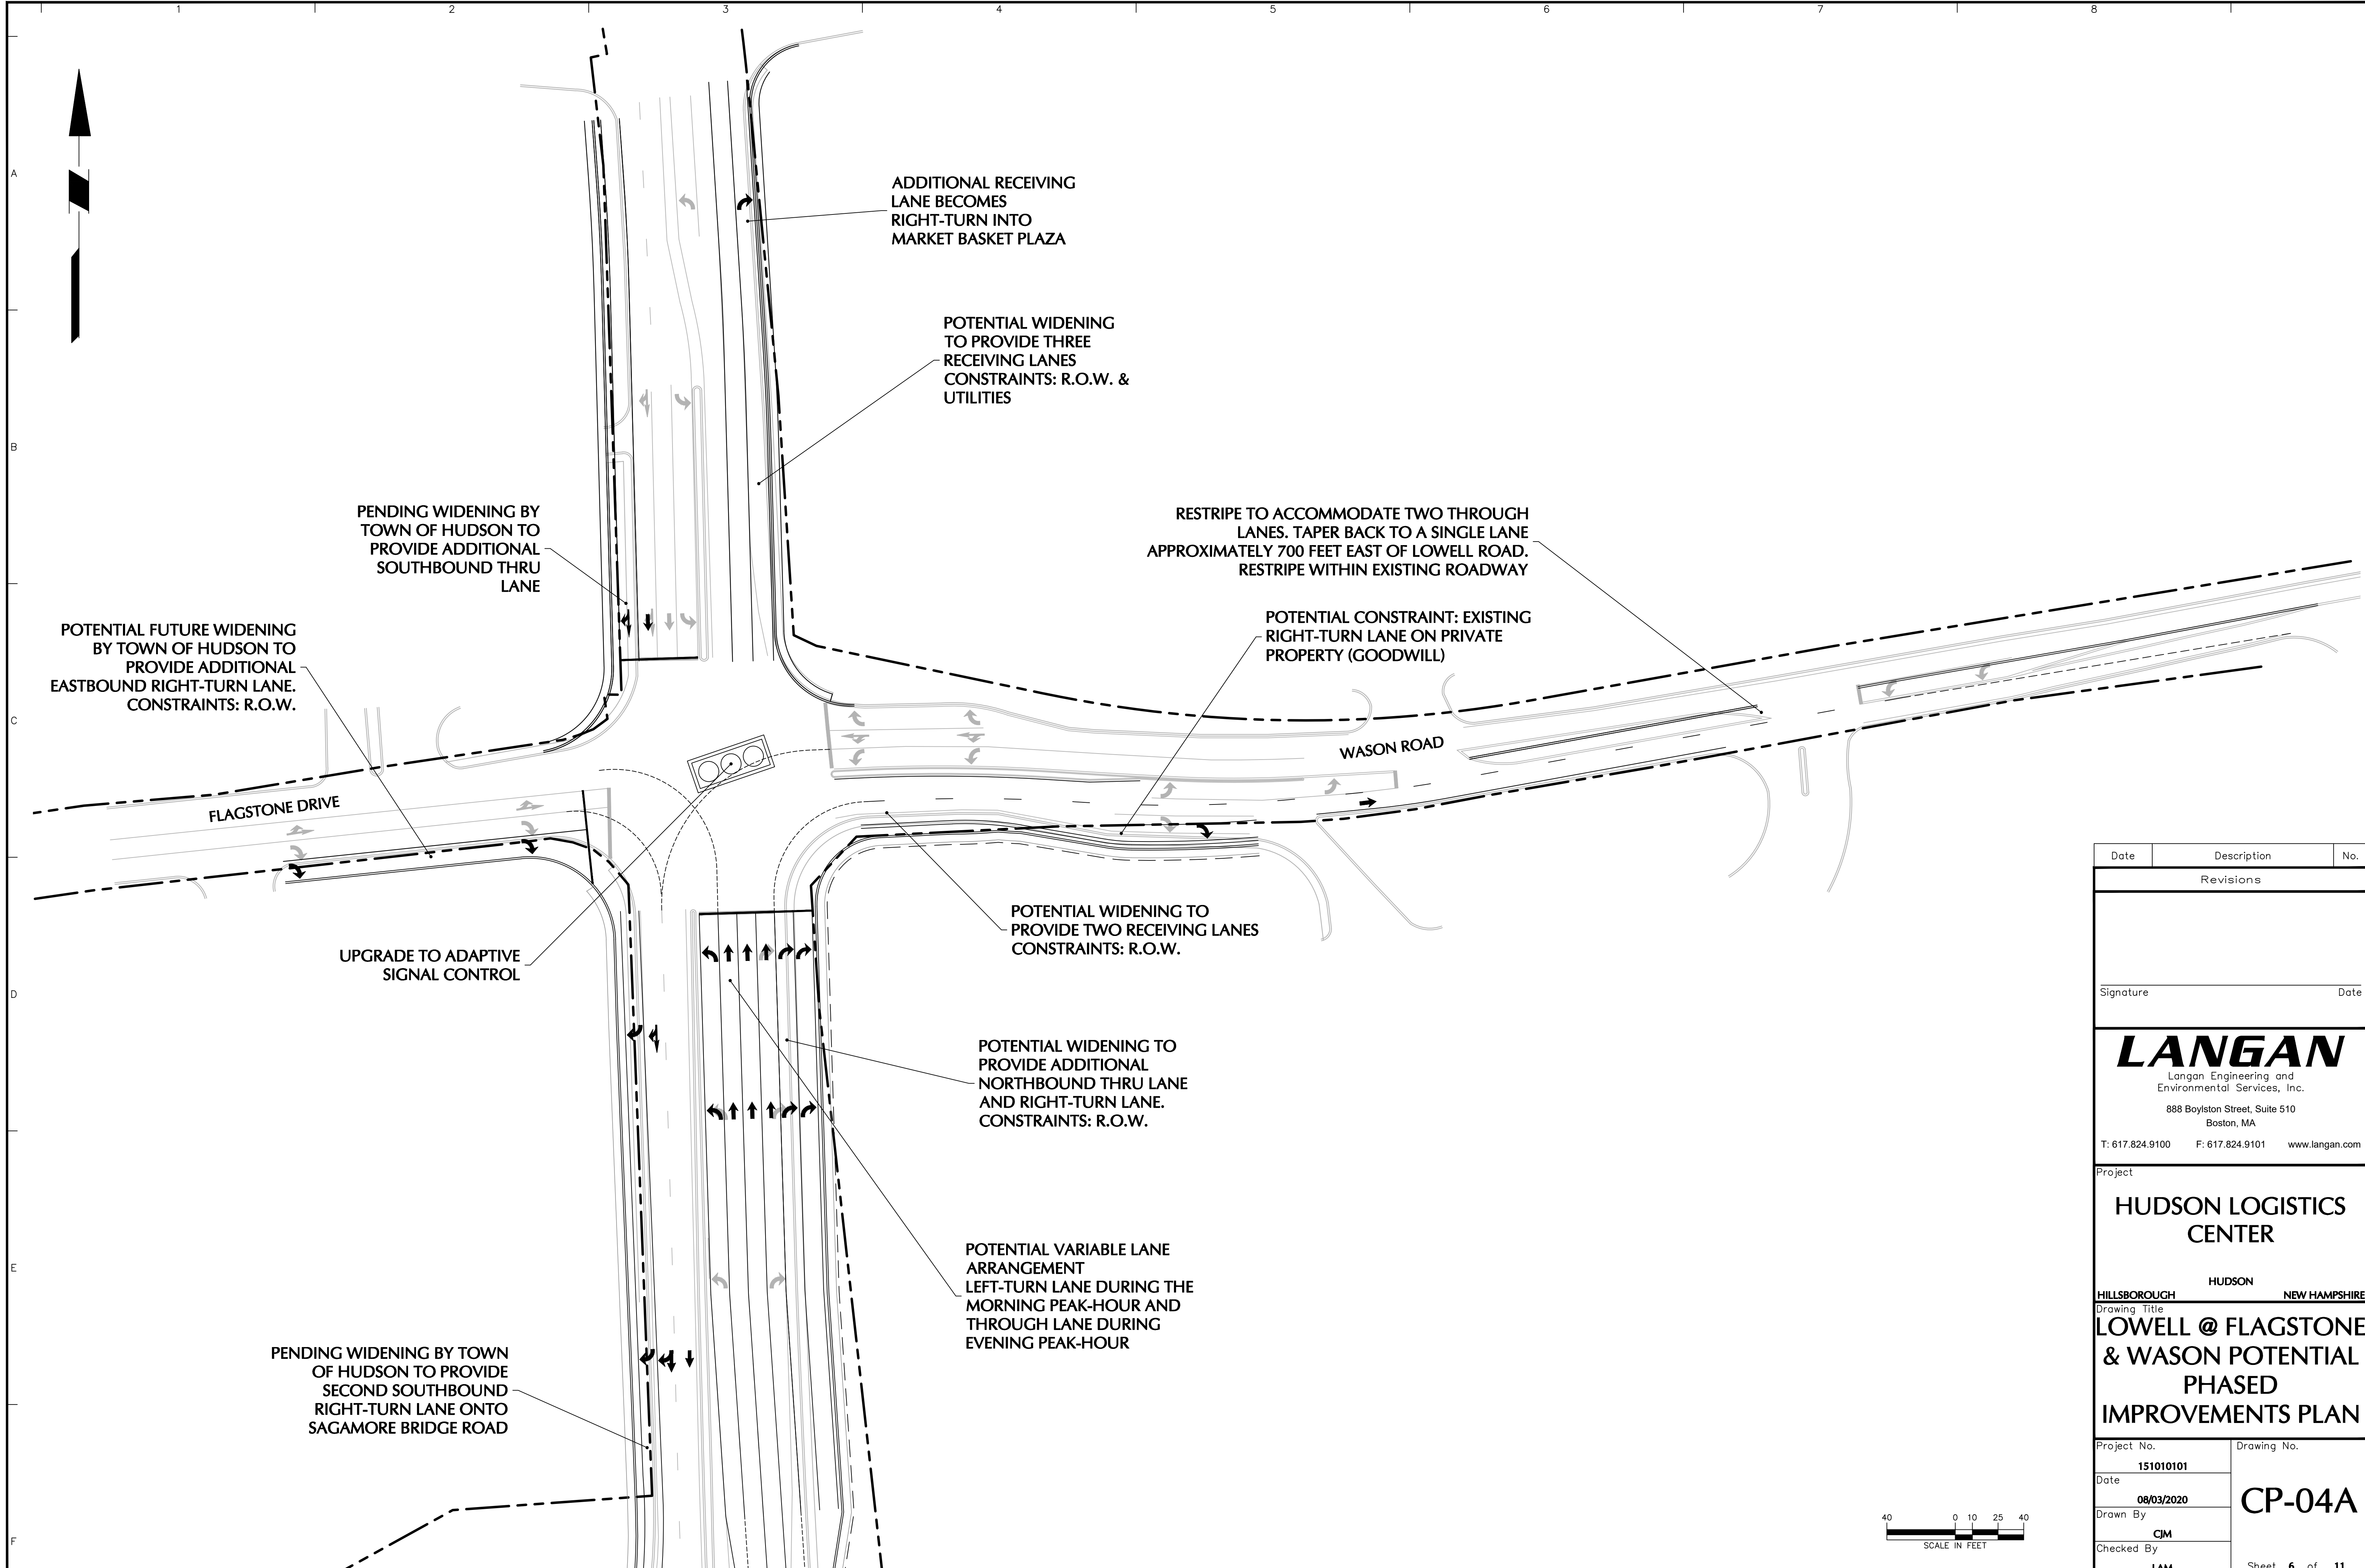 1 2 3 4 5 6 7 8
A
B
C
D
E
F
ADDITIONAL RECEIVING
LANE BECOMES
RIGHT-TURN INTO
MARKET BASKET PLAZA
POTENTIAL WIDENING
TO PROVIDE THREE
RECEIVING LANES
CONSTRAINTS: R.O.W. &
UTILITIES
PENDING WIDENING BY
TOWN OF HUDSON TO
PROVIDE ADDITIONAL
SOUTHBOUND THRU
LANE
RESTRIPE TO ACCOMMODATE TWO THROUGH
LANES. TAPER BACK TO A SINGLE LANE
APPROXIMATELY 700 FEET EAST OF LOWELL ROAD.
RESTRIPE WITHIN EXISTING ROADWAY
POTENTIAL FUTURE WIDENING
BY TOWN OF HUDSON TO
PROVIDE ADDITIONAL
EASTBOUND RIGHT-TURN LANE.
CONSTRAINTS: R.O.W.
POTENTIAL CONSTRAINT: EXISTING
RIGHT-TURN LANE ON PRIVATE
PROPERTY (GOODWILL)
WASON ROAD
FLAGSTONE DRIVE
UPGRADE TO ADAPTIVE
SIGNAL CONTROL
POTENTIAL WIDENING TO
PROVIDE TWO RECEIVING LANES
CONSTRAINTS: R.O.W.
POTENTIAL WIDENING TO
PROVIDE ADDITIONAL
NORTHBOUND THRU LANE
AND RIGHT-TURN LANE.
CONSTRAINTS: R.O.W.
POTENTIAL VARIABLE LANE
ARRANGEMENT
LEFT-TURN LANE DURING THE
MORNING PEAK-HOUR AND
THROUGH LANE DURING
EVENING PEAK-HOUR
PENDING WIDENING BY TOWN
OF HUDSON TO PROVIDE
SECOND SOUTHBOUND
RIGHT-TURN LANE ONTO
SAGAMORE BRIDGE ROAD
40 0 10 25 40
SCALE IN FEET
Date Description No.
Revisions
Signature Date
LANGAN
Langan Engineering and
Environmental Services, Inc.
888 Boylston Street, Suite 510
Boston, MA
T: 617.824.9100 F: 617.824.9101 www.langan.com
Project
HUDSON LOGISTICS
CENTER
HUDSON
HILLSBOROUGH NEW HAMPSHIRE
Drawing Title
LOWELL @ FLAGSTONE
& WASON POTENTIAL
PHASED
IMPROVEMENTS PLAN
Project No.
151010101
Date
08/03/2020
Drawn By
CJM
Checked By
Drawing No.
CP-04A
Sheet 6 of 11